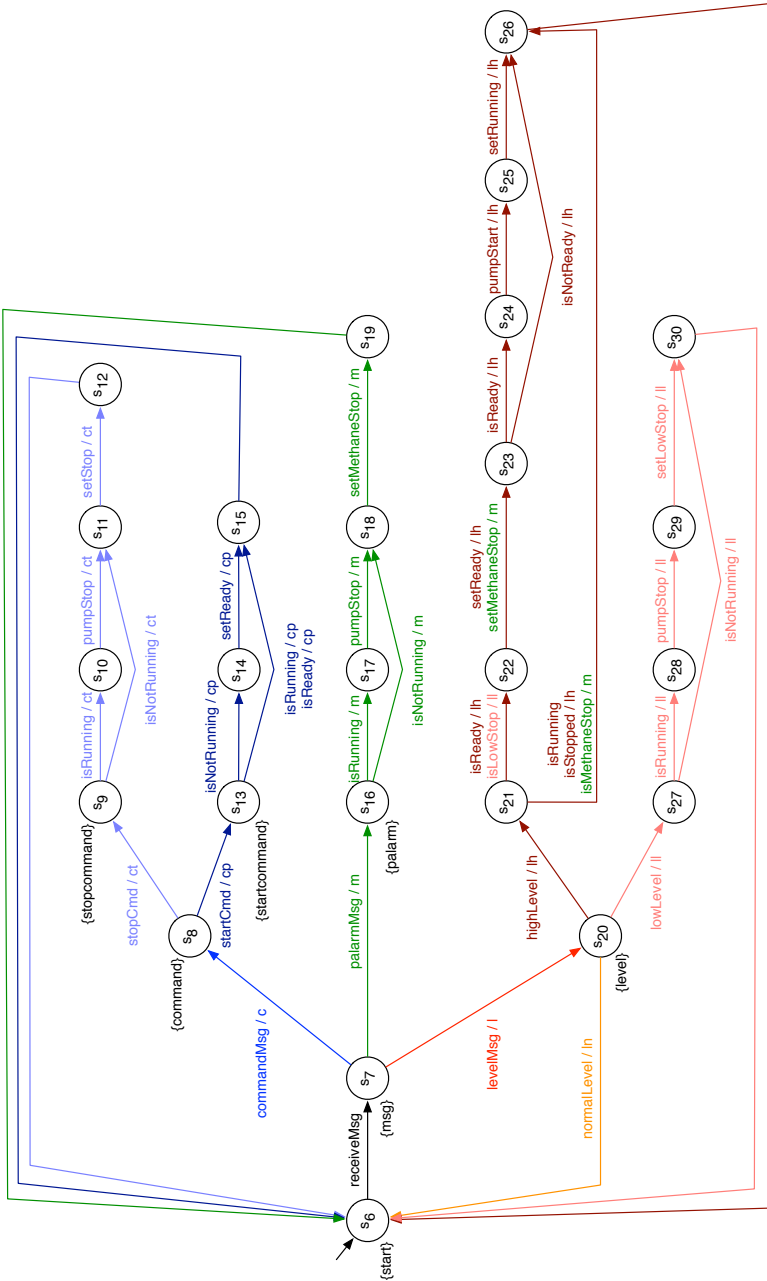 s6
{start}
receiveMsg
s7
{msg}
commandMsg / c
s8
{command}
stopCmd / ct
s9
{stopcommand}
isRunning / ct
s10
pumpStop / ct
s11
setStop / ct
s12
isNotRunning / ct
startCmd / cp
s13
{startcommand}
isNotRunning / cp
s14
setReady / cp
s15
isRunning / cp
isReady / cp
palarmMsg / m
s16
{palarm}
isRunning / m
s17
pumpStop / m
s18
setMethaneStop / m
s19
isNotRunning / m
levelMsg / l
s20
{level}
normalLevel / ln
highLevel / lh
s21
isReady / lh
isLowStop / ll
s22
setReady / lh
setMethaneStop / m
s23
isReady / lh
s24
pumpStart / lh
s25
setRunning / lh
s26
isNotReady / lh
isRunning
isStopped / lh
isMethaneStop / m
lowLevel / ll
s27
isRunning / ll
s28
pumpStop / ll
s29
setLowStop / ll
s30
isNotRunning / ll